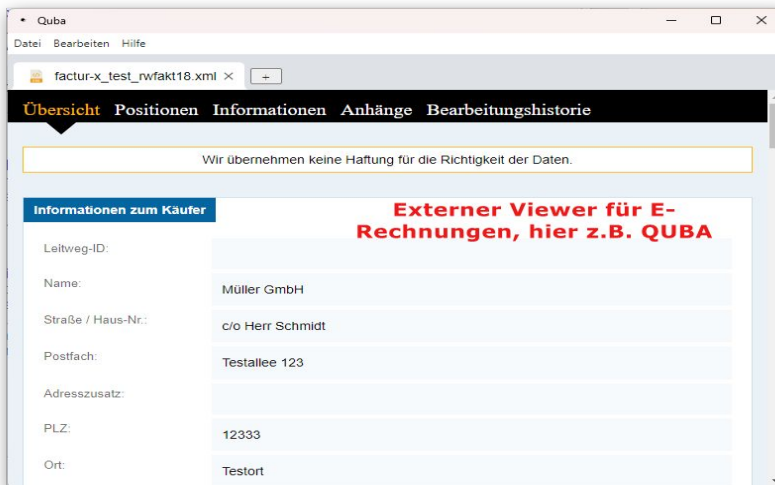 Quba
Datei Bearbeiten Hilfe
factur-x_test_rwfakt18.xml × +
Übersicht Positionen Informationen Anhänge Bearbeitungshistorie
Wir übernehmen keine Haftung für die Richtigkeit der Daten.
Informationen zum Käufer
Externer Viewer für E-
Rechnungen, hier z.B. QUBA
Leitweg-ID:
Name: Müller GmbH
Straße / Haus-Nr.: c/o Herr Schmidt
Postfach: Testallee 123
Adresszusatz:
PLZ: 12333
Ort: Testort